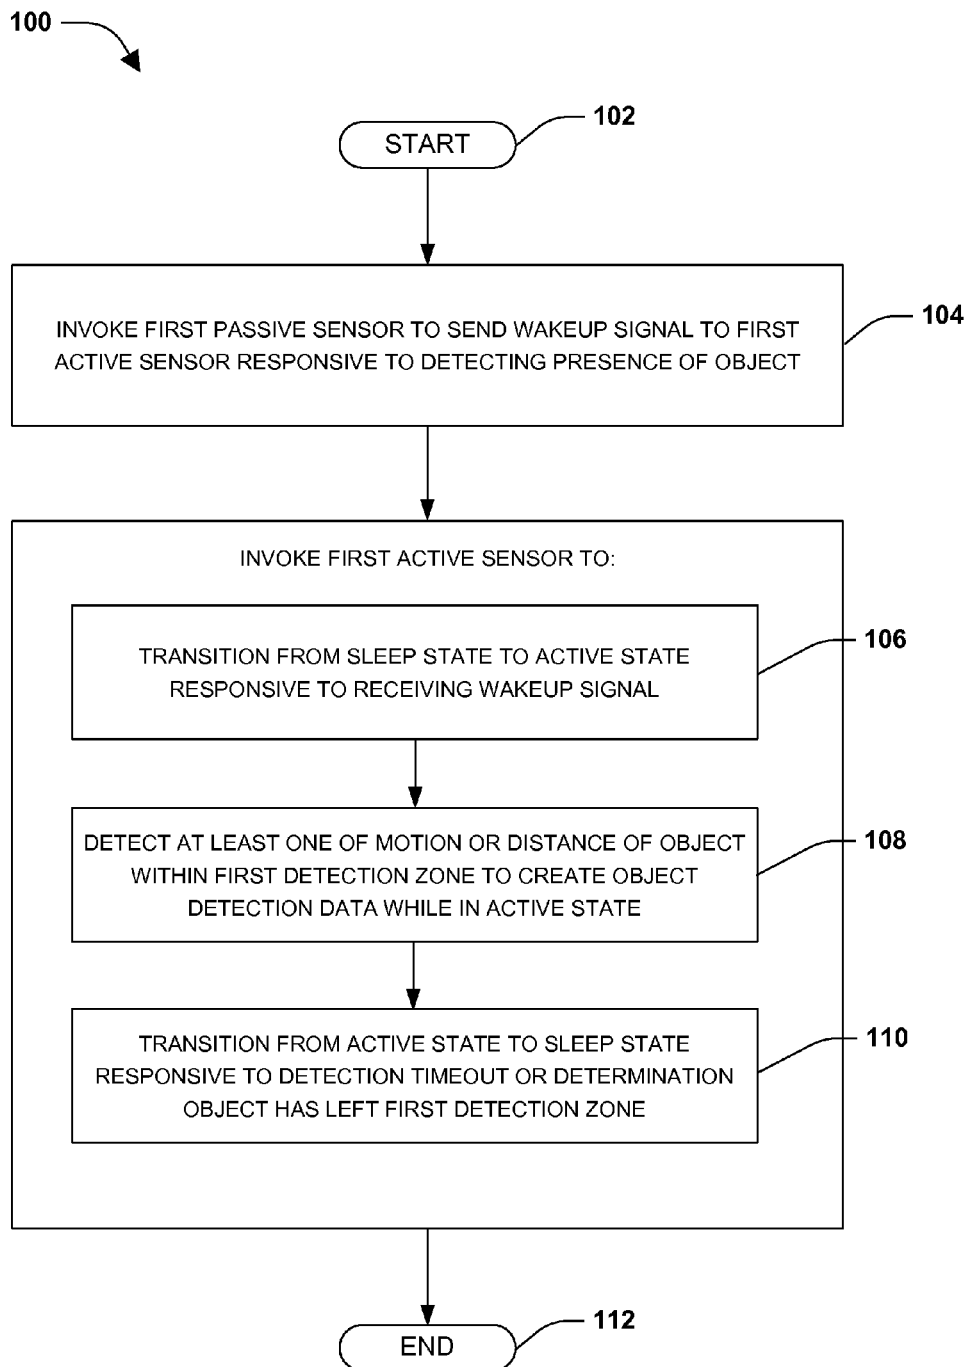 100
START
102
INVOKE FIRST PASSIVE SENSOR TO SEND WAKEUP SIGNAL TO FIRST
ACTIVE SENSOR RESPONSIVE TO DETECTING PRESENCE OF OBJECT
104
INVOKE FIRST ACTIVE SENSOR TO:
TRANSITION FROM SLEEP STATE TO ACTIVE STATE
RESPONSIVE TO RECEIVING WAKEUP SIGNAL
106
DETECT AT LEAST ONE OF MOTION OR DISTANCE OF OBJECT
WITHIN FIRST DETECTION ZONE TO CREATE OBJECT
DETECTION DATA WHILE IN ACTIVE STATE
108
TRANSITION FROM ACTIVE STATE TO SLEEP STATE
RESPONSIVE TO DETECTION TIMEOUT OR DETERMINATION
OBJECT HAS LEFT FIRST DETECTION ZONE
110
END
112